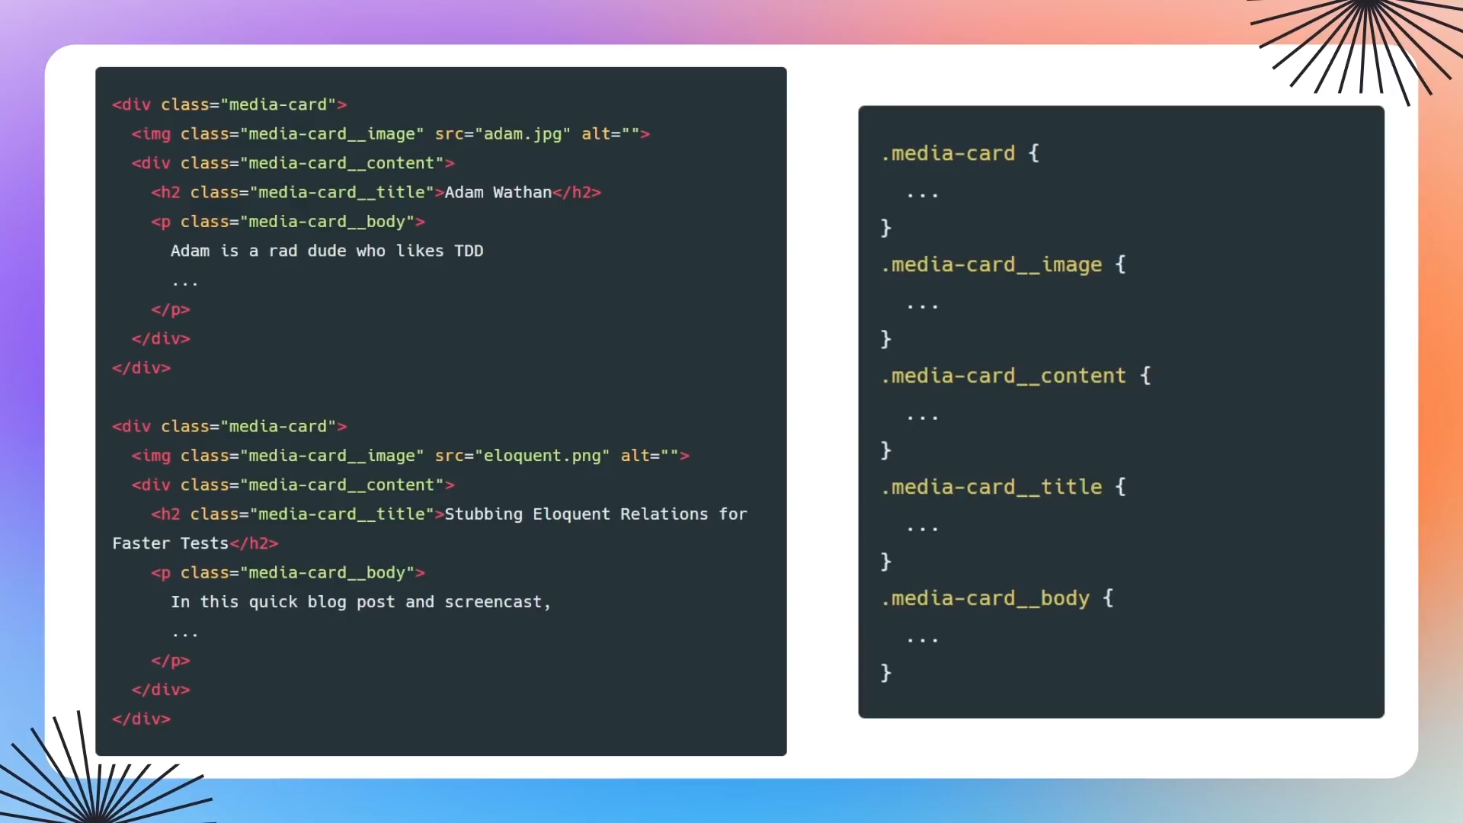 <div class="media-card">
  <img class="media-card__image" src="adam.jpg" alt="">
  <div class="media-card__content">
    <h2 class="media-card__title">Adam Wathan</h2>
    <p class="media-card__body">
      Adam is a rad dude who likes TDD
      ...
    </p>
  </div>
</div>

<div class="media-card">
  <img class="media-card__image" src="eloquent.png" alt="">
  <div class="media-card__content">
    <h2 class="media-card__title">Stubbing Eloquent Relations for
Faster Tests</h2>
    <p class="media-card__body">
      In this quick blog post and screencast,
      ...
    </p>
  </div>
</div>

.media-card {
  ...
}
.media-card__image {
  ...
}
.media-card__content {
  ...
}
.media-card__title {
  ...
}
.media-card__body {
  ...
}